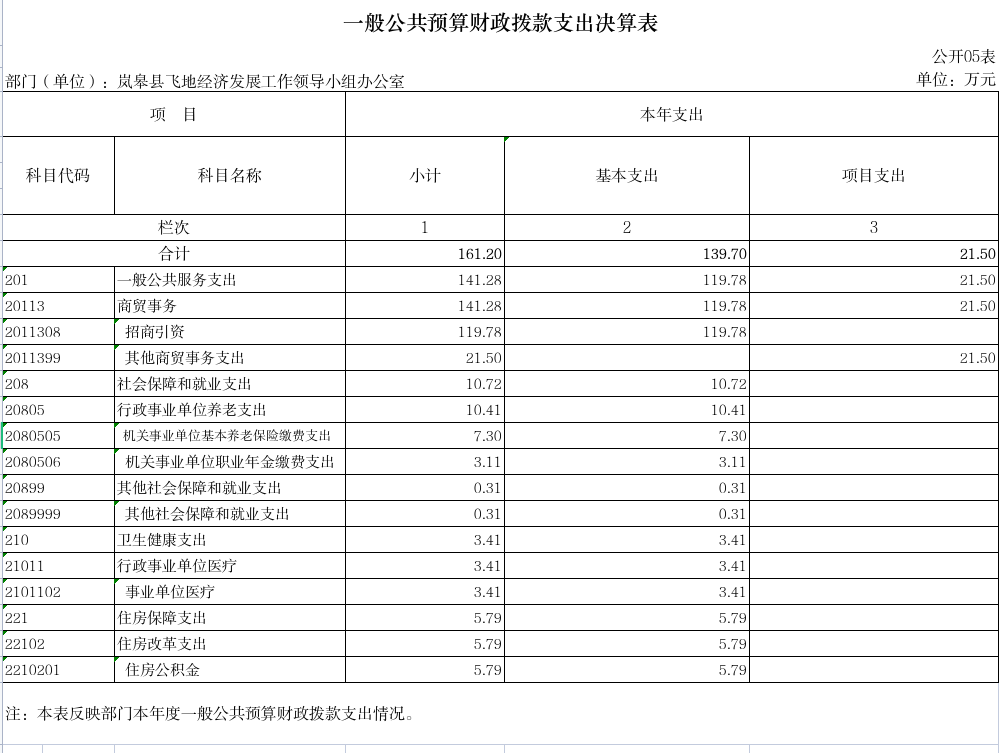 一般公共预算财政拨款支出决算表
公开05表
部门（单位）：岚皋县飞地经济发展工作领导小组办公室 单位：万元
项 目 本年支出
科目代码 科目名称 小计 基本支出 项目支出
栏次 1 2 3
合计 161.20 139.70 21.50
201 一般公共服务支出 141.28 119.78 21.50
20113 商贸事务 141.28 119.78 21.50
2011308 招商引资 119.78 119.78
2011399 其他商贸事务支出 21.50 21.50
208 社会保障和就业支出 10.72 10.72
20805 行政事业单位养老支出 10.41 10.41
2080505 机关事业单位基本养老保险缴费支出 7.30 7.30
2080506 机关事业单位职业年金缴费支出 3.11 3.11
20899 其他社会保障和就业支出 0.31 0.31
2089999 其他社会保障和就业支出 0.31 0.31
210 卫生健康支出 3.41 3.41
21011 行政事业单位医疗 3.41 3.41
2101102 事业单位医疗 3.41 3.41
221 住房保障支出 5.79 5.79
22102 住房改革支出 5.79 5.79
2210201 住房公积金 5.79 5.79
注：本表反映部门本年度一般公共预算财政拨款支出情况。